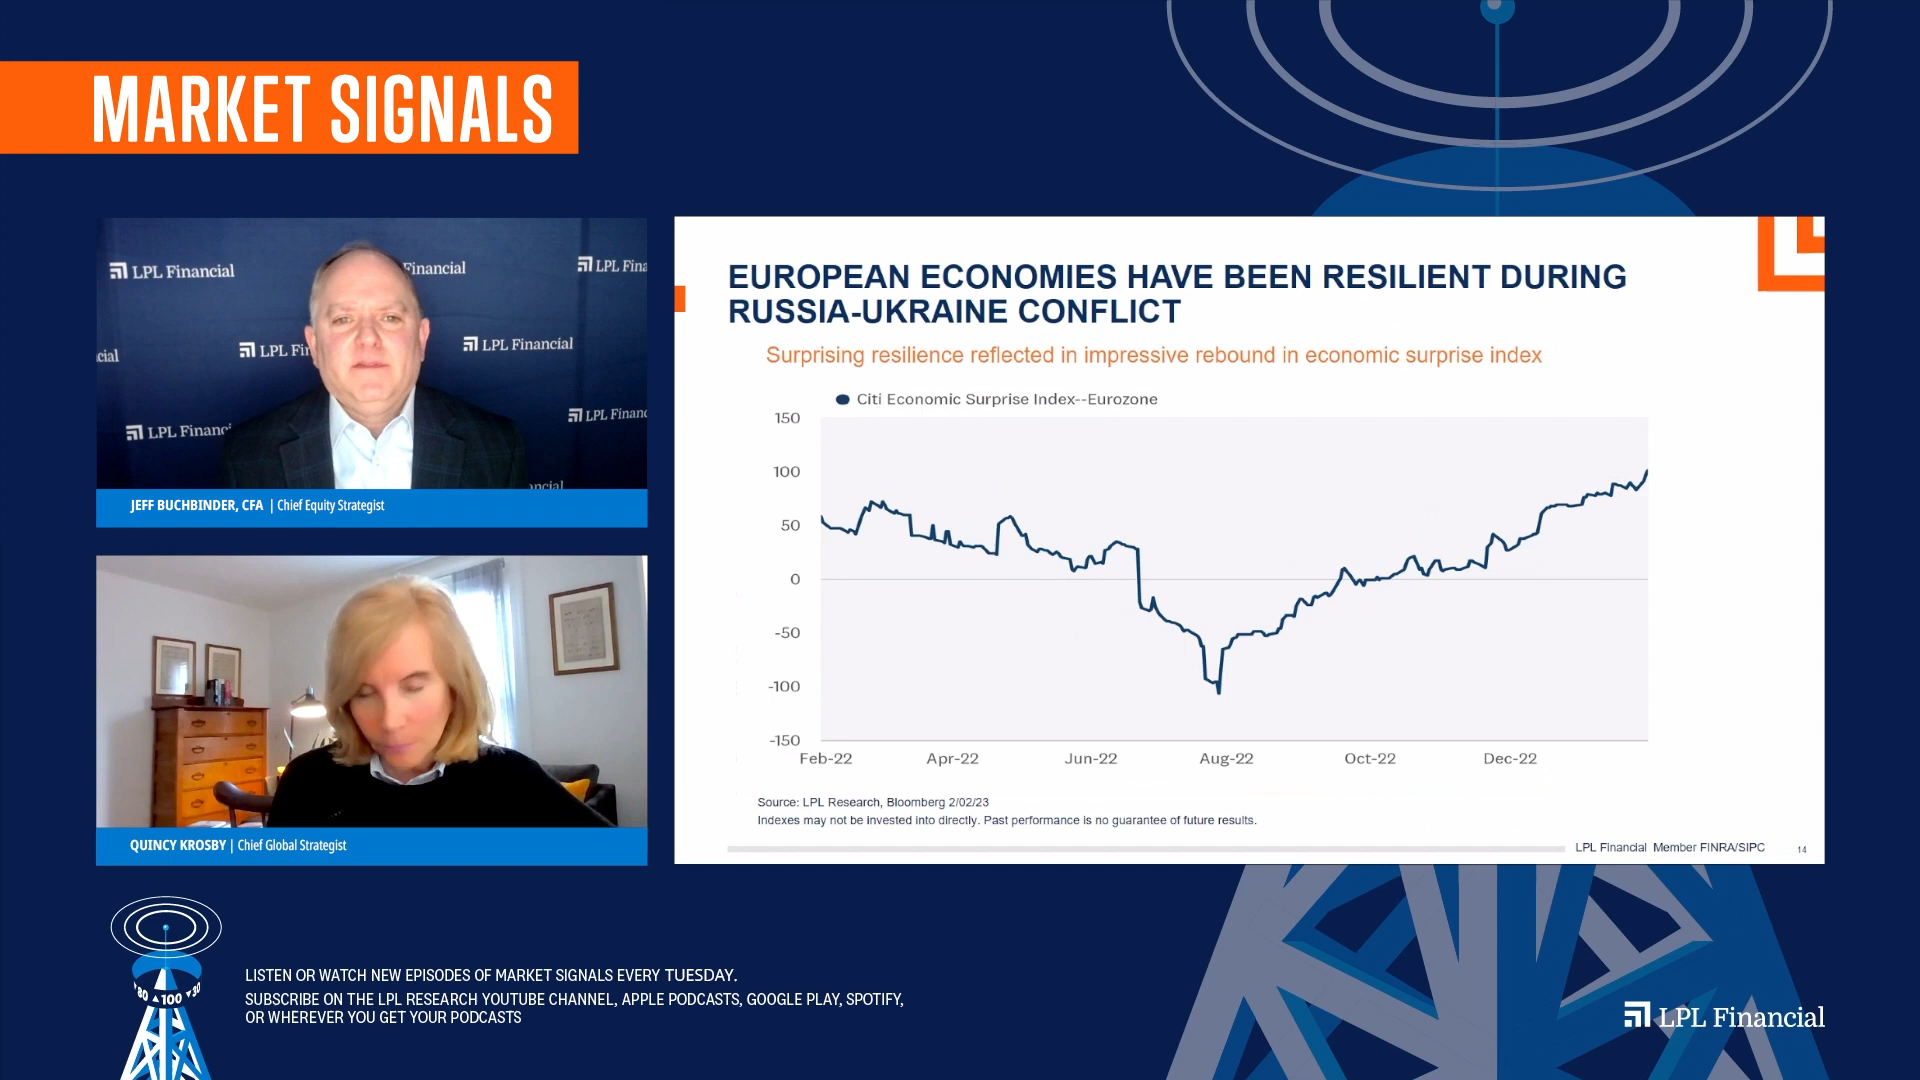 MARKET SIGNALS
LPL Financial
Financial
LPL Fina
cial
LPL Fin
LPL Financial
LPL Financi
LPL Financ
ancial
JEFF BUCHBINDER, CFA | Chief Equity Strategist
QUINCY KROSBY | Chief Global Strategist
EUROPEAN ECONOMIES HAVE BEEN RESILIENT DURING
RUSSIA-UKRAINE CONFLICT
Surprising resilience reflected in impressive rebound in economic surprise index
Citi Economic Surprise Index--Eurozone
150
100
50
0
-50
-100
-150
Feb-22 Apr-22 Jun-22 Aug-22 Oct-22 Dec-22
Source: LPL Research, Bloomberg 2/02/23
Indexes may not be invested into directly. Past performance is no guarantee of future results.
LPL Financial Member FINRA/SIPC 14
80 ▲ 100 ▼ 30
LISTEN OR WATCH NEW EPISODES OF MARKET SIGNALS EVERY TUESDAY.
SUBSCRIBE ON THE LPL RESEARCH YOUTUBE CHANNEL, APPLE PODCASTS, GOOGLE PLAY, SPOTIFY,
OR WHEREVER YOU GET YOUR PODCASTS
LPL Financial